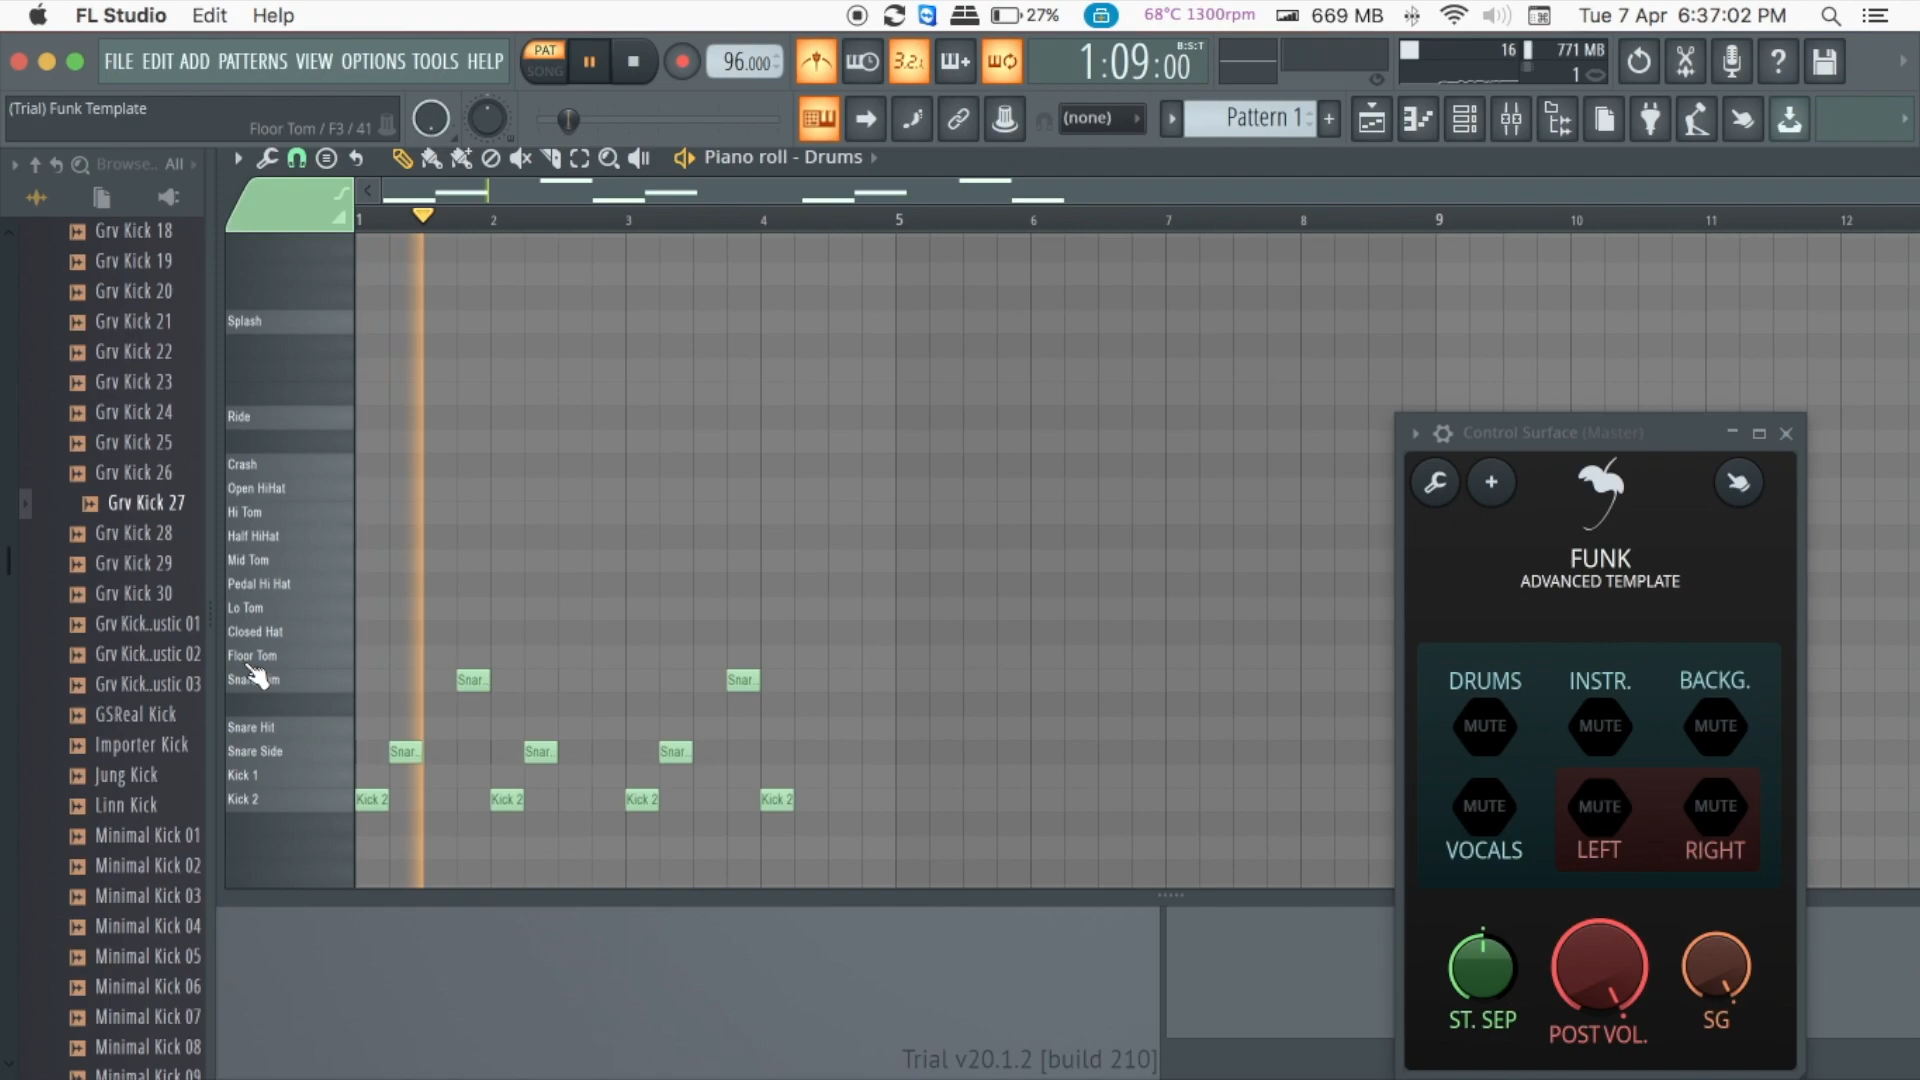 FL Studio Edit Help 27% 68°C 1300rpm 669 MB Tue 7 Apr 6:37:02 PM
FILE EDIT ADD PATTERNS VIEW OPTIONS TOOLS HELP PAT SONG 96.000 3.2.1 1:09:00 B:S:T 16 771 MB 1
(Trial) Funk Template
Floor Tom / F3 / 41
(none) Pattern 1
Browse.. All
Piano roll - Drums
1 2 3 4 5 6 7 8 9 10 11 12
Grv Kick 18
Grv Kick 19
Grv Kick 20
Grv Kick 21
Grv Kick 22
Grv Kick 23
Grv Kick 24
Grv Kick 25
Grv Kick 26
Grv Kick 27
Grv Kick 28
Grv Kick 29
Grv Kick 30
Grv Kick..ustic 01
Grv Kick..ustic 02
Grv Kick..ustic 03
GSReal Kick
Importer Kick
Jung Kick
Linn Kick
Minimal Kick 01
Minimal Kick 02
Minimal Kick 03
Minimal Kick 04
Minimal Kick 05
Minimal Kick 06
Minimal Kick 07
Minimal Kick 08
Minimal Kick 09
Splash
Ride
Crash
Open HiHat
Hi Tom
Half HiHat
Mid Tom
Pedal Hi Hat
Lo Tom
Closed Hat
Floor Tom
Snar.. Snar..
Snare Hit
Snare Side Snar.. Snar.. Snar..
Kick 1
Kick 2 Kick 2 Kick 2 Kick 2 Kick 2
Control Surface (Master)
FUNK
ADVANCED TEMPLATE
DRUMS INSTR. BACKG.
MUTE MUTE MUTE
MUTE MUTE MUTE
VOCALS LEFT RIGHT
ST. SEP POST VOL. SG
Trial v20.1.2 [build 210]